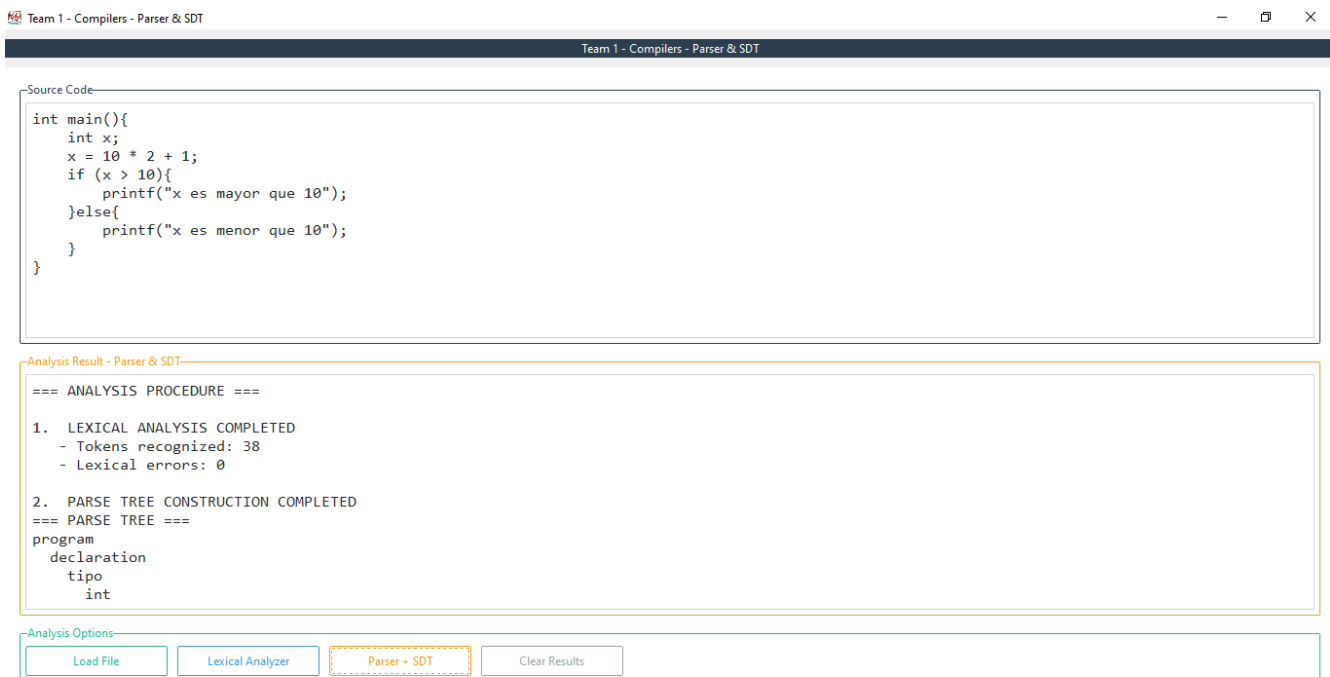 Team 1 - Compilers - Parser & SDT
Team 1 - Compilers - Parser & SDT
Source Code
int main(){
    int x;
    x = 10 * 2 + 1;
    if (x > 10){
        printf("x es mayor que 10");
    }else{
        printf("x es menor que 10");
    }
}
Analysis Result - Parser & SDT
=== ANALYSIS PROCEDURE ===
1.  LEXICAL ANALYSIS COMPLETED
   - Tokens recognized: 38
   - Lexical errors: 0
2.  PARSE TREE CONSTRUCTION COMPLETED
=== PARSE TREE ===
program
  declaration
    tipo
      int
Analysis Options
Load File Lexical Analyzer Parser + SDT Clear Results